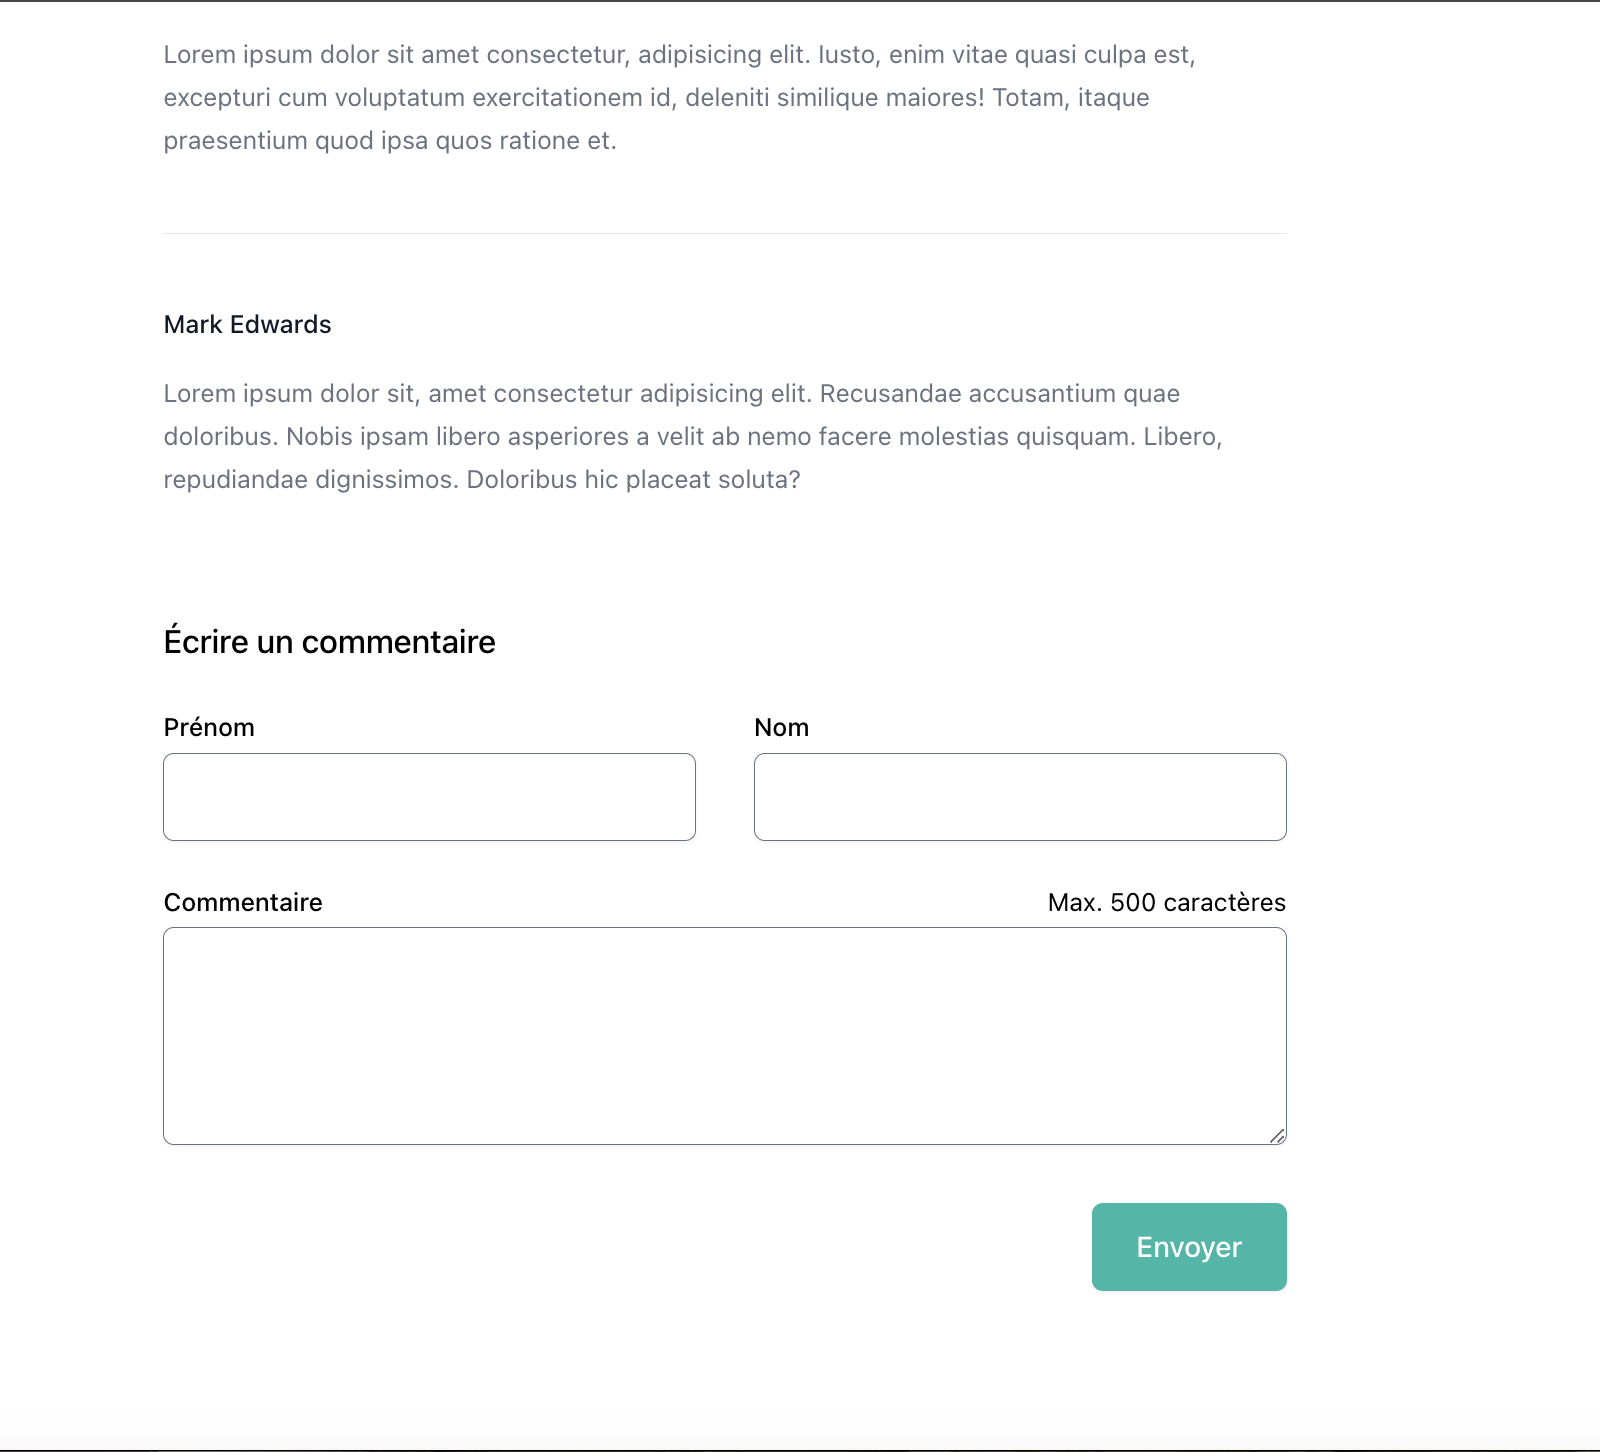 Lorem ipsum dolor sit amet consectetur, adipisicing elit. Iusto, enim vitae quasi culpa est,
excepturi cum voluptatum exercitationem id, deleniti similique maiores! Totam, itaque
praesentium quod ipsa quos ratione et.
Mark Edwards
Lorem ipsum dolor sit, amet consectetur adipisicing elit. Recusandae accusantium quae
doloribus. Nobis ipsam libero asperiores a velit ab nemo facere molestias quisquam. Libero,
repudiandae dignissimos. Doloribus hic placeat soluta?
Écrire un commentaire
Prénom
Nom
Commentaire
Max. 500 caractères
Envoyer